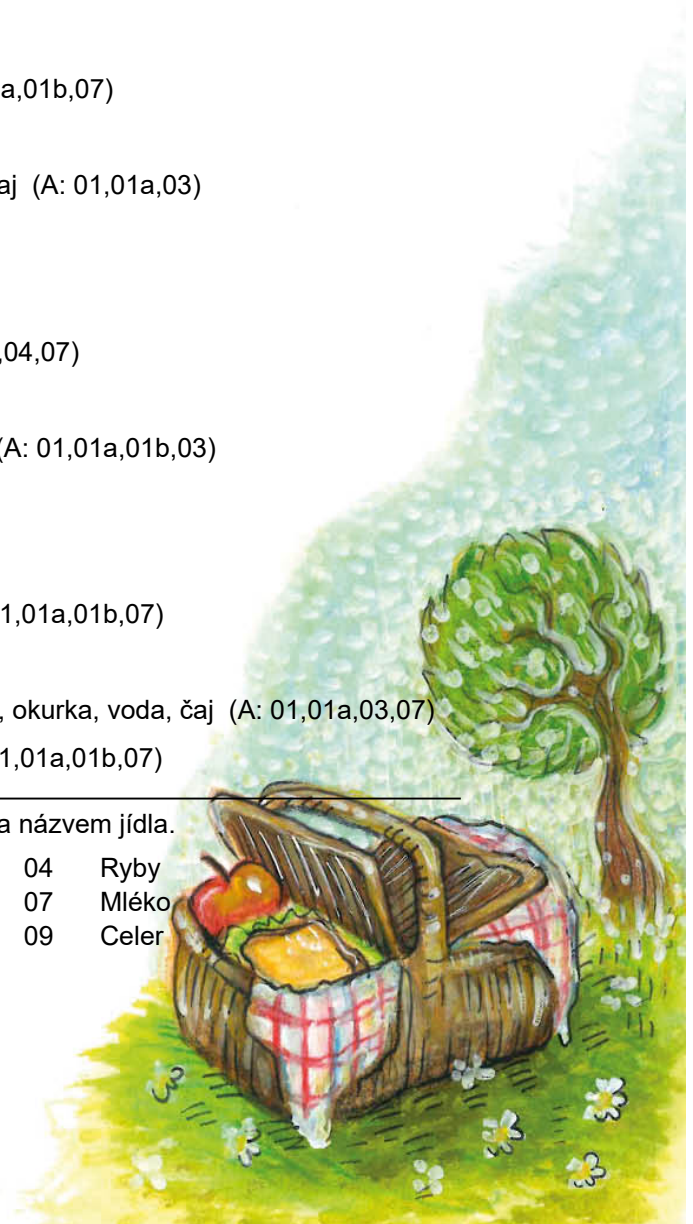 a,01b,07)
aj (A: 01,01a,03)
,04,07)
(A: 01,01a,01b,03)
1,01a,01b,07)
, okurka, voda, čaj (A: 01,01a,03,07)
1,01a,01b,07)
a názvem jídla.
04 Ryby
07 Mléko
09 Celer